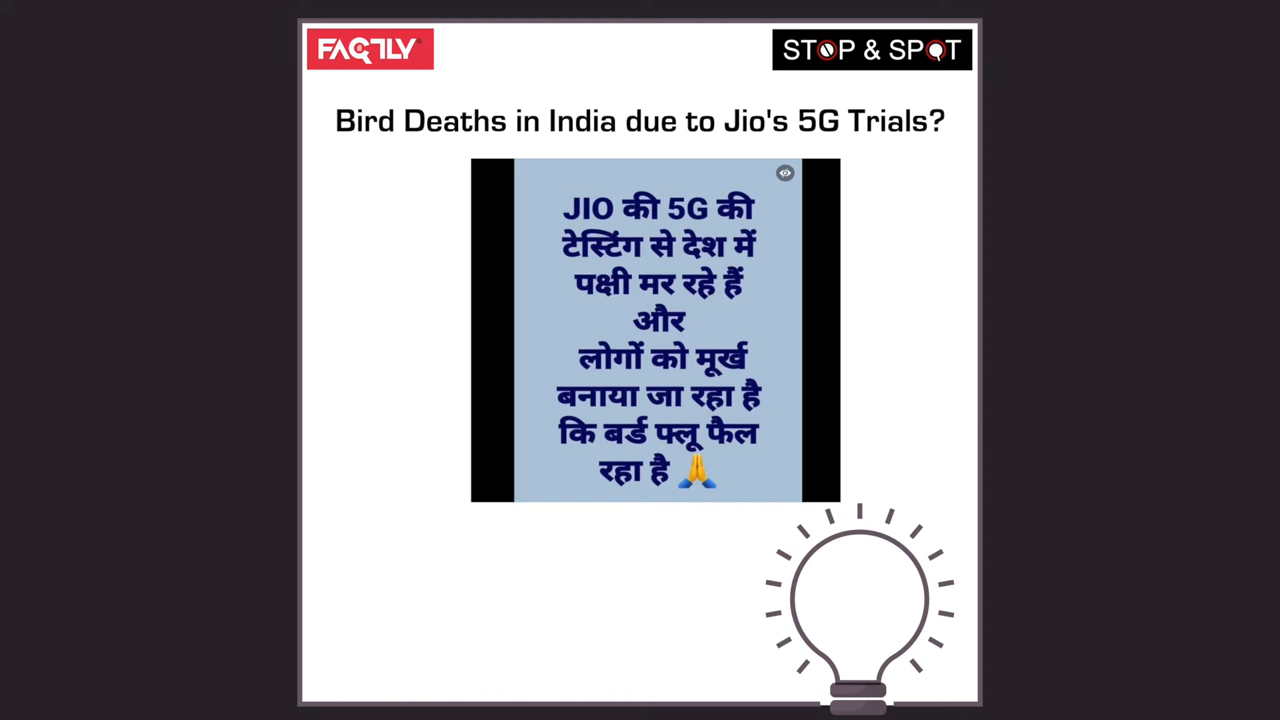 FACTLY
STOP & SPOT
Bird Deaths in India due to Jio's 5G Trials?
JIO की 5G की
टेस्टिंग से देश में
पक्षी मर रहे हैं
और
लोगों को मूर्ख
बनाया जा रहा है
कि बर्ड फ्लू फैल
रहा है 🙏